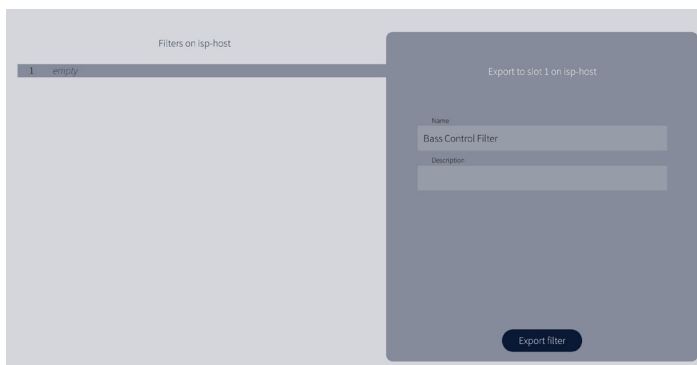 Filters on isp-host
1 empty
Export to slot 1 on isp-host
Name
Bass Control Filter
Description
Export filter